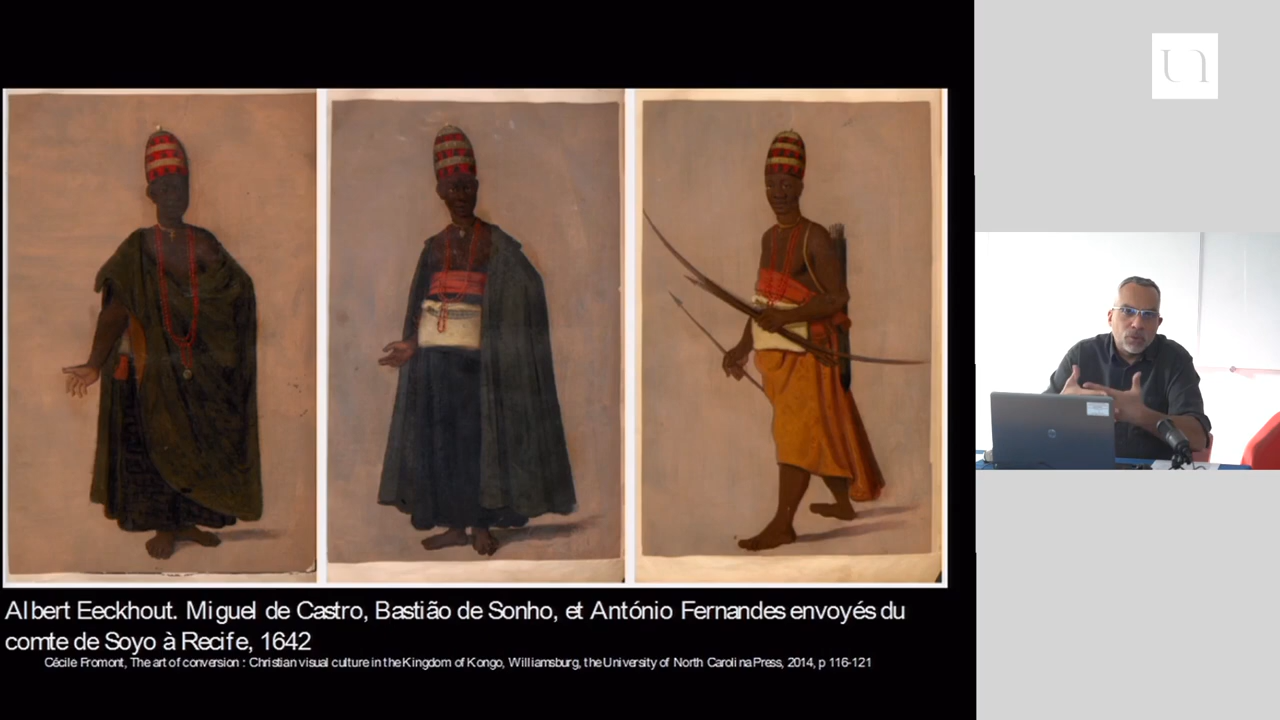 Albert Eeckhout. Miguel de Castro, Bastião de Sonho, et António Fernandes envoyés du
comte de Soyo à Recife, 1642
Cécile Fromont, The art of conversion : Christian visual culture in the Kingdom of Kongo, Williamsburg, the University of North Carolina Press, 2014, p 116-121